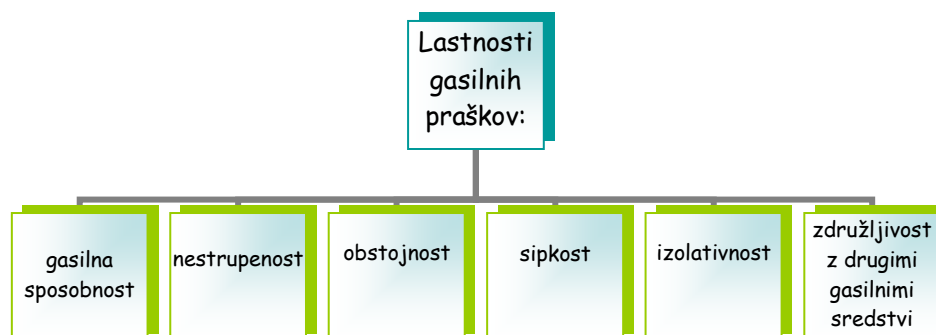 Lastnosti
gasilnih
praškov:
gasilna
sposobnost
nestrupenost
obstojnost
sipkost
izolativnost
združljivost
z drugimi
gasilnimi
sredstvi